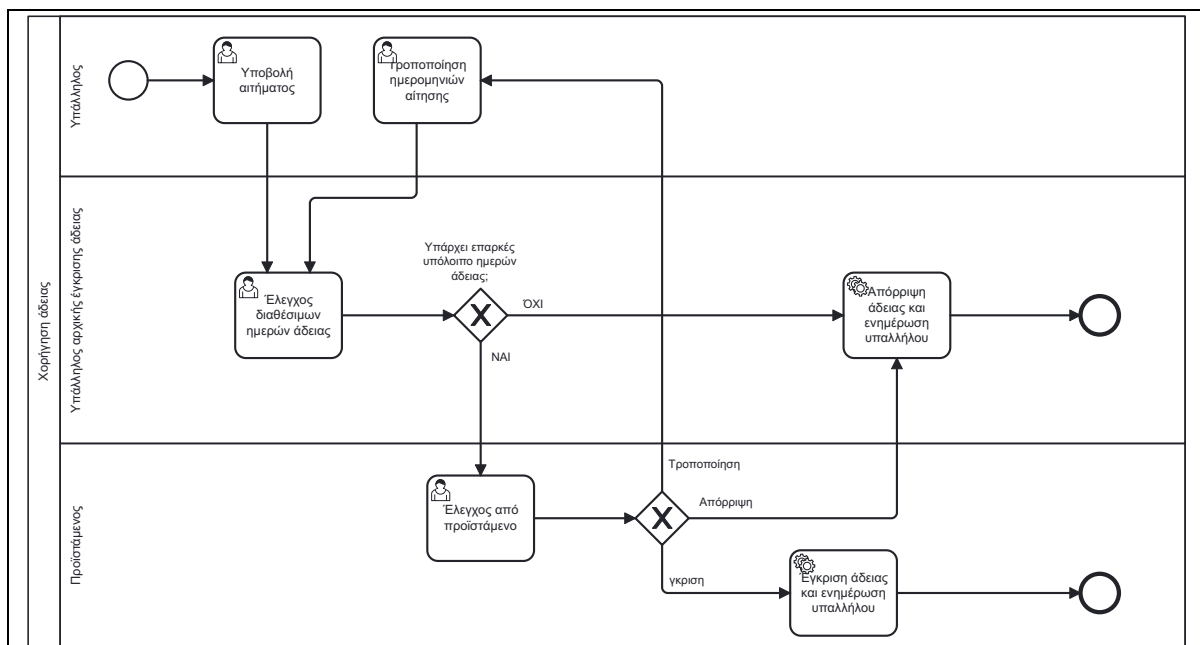 Χορήγηση άδειας
Υπάλληλος
Υποβολή
αιτήματος
Τροποποίηση
ημερομηνιών
αίτησης
Υπάλληλος αρχικής έγκρισης άδειας
Έλεγχος
διαθέσιμων
ημερών άδειας
Υπάρχει επαρκές
υπόλοιπο ημερών
άδειας;
ΌΧΙ
ΝΑΙ
Απόρριψη
άδειας και
ενημέρωση
υπαλλήλου
Προϊστάμενος
Έλεγχος από
προϊστάμενο
Τροποποίηση
Απόρριψη
γκριση
Έγκριση άδειας
και ενημέρωση
υπαλλήλου